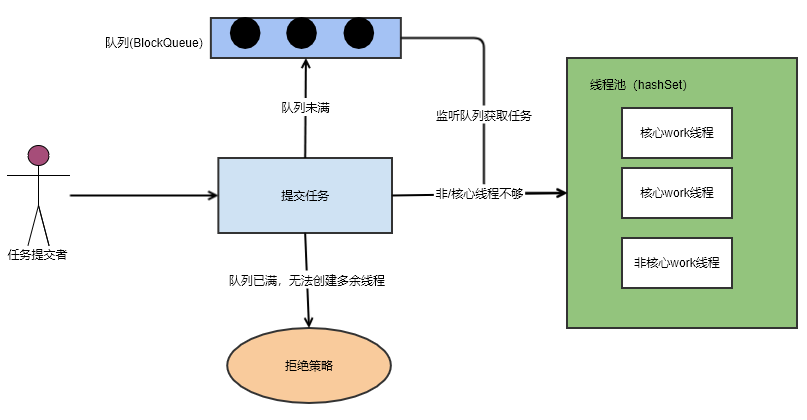 队列(BlockQueue)
队列未满
监听队列获取任务
线程池（hashSet）
核心work线程
核心work线程
非核心work线程
提交任务
非/核心线程不够
任务提交者
队列已满，无法创建多余线程
拒绝策略